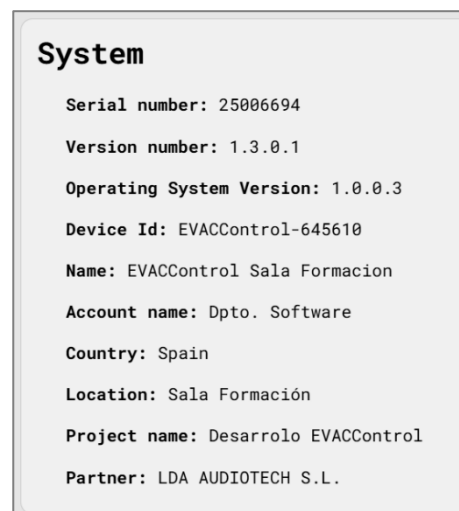 System
Serial number: 25006694
Version number: 1.3.0.1
Operating System Version: 1.0.0.3
Device Id: EVACControl-645610
Name: EVACControl Sala Formacion
Account name: Dpto. Software
Country: Spain
Location: Sala Formación
Project name: Desarrolo EVACControl
Partner: LDA AUDIOTECH S.L.